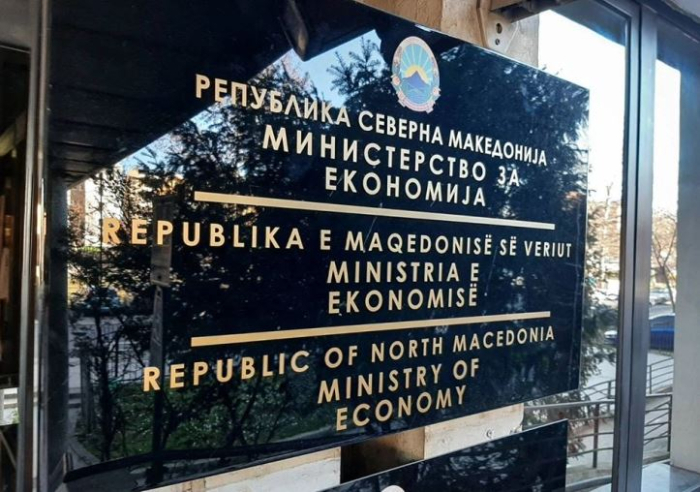 РЕПУБЛИКА СЕВЕРНА МАКЕДОНИЈА
МИНИСТЕРСТВО ЗА
ЕКОНОМИЈА
REPUBLIKA E MAQEDONISË SË VERIUT
MINISTRIA E
EKONOMISË
REPUBLIC OF NORTH MACEDONIA
MINISTRY OF
ECONOMY